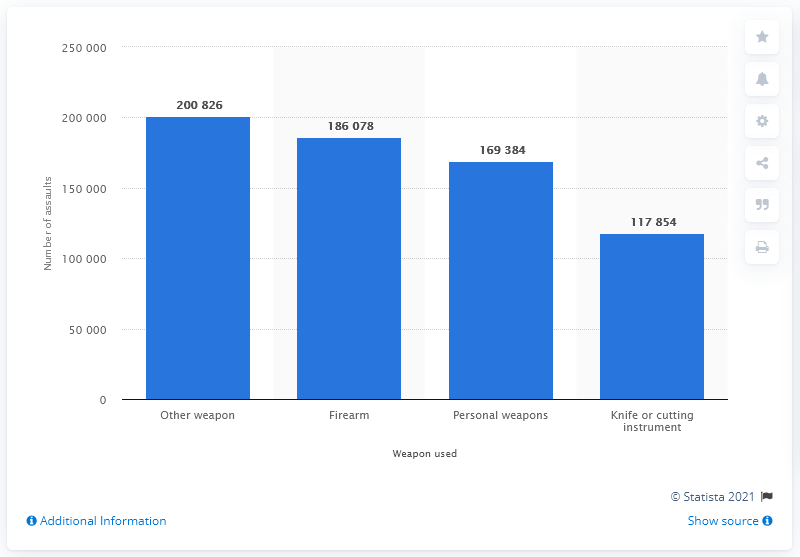 250 000
200 000
150 000
100 000
50 000
0
Number of assaults
200 826
186 078
169 384
117 854
Other weapon
Firearm
Personal weapons
Knife or cutting
instrument
Weapon used
© Statista 2021
Additional Information
Show source